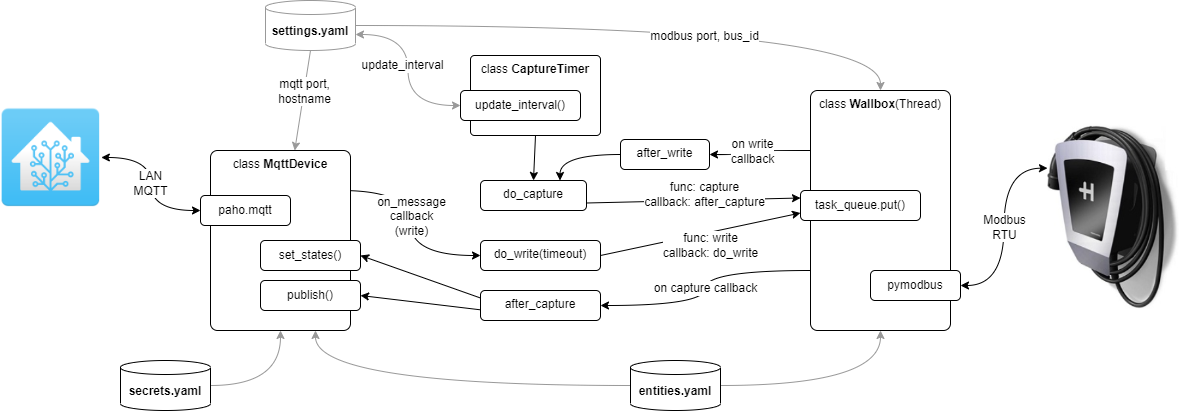 settings.yaml
modbus port, bus_id
update_interval
class CaptureTimer
mqtt port,
hostname
update_interval()
class Wallbox(Thread)
on write
callback
after_write
class MqttDevice
LAN
MQTT
do_capture
func: capture
callback: after_capture
paho.mqtt
on_message
callback
(write)
task_queue.put()
Modbus
RTU
func: write
callback: do_write
set_states()
do_write(timeout)
publish()
after_capture
on capture callback
pymodbus
secrets.yaml
entities.yaml